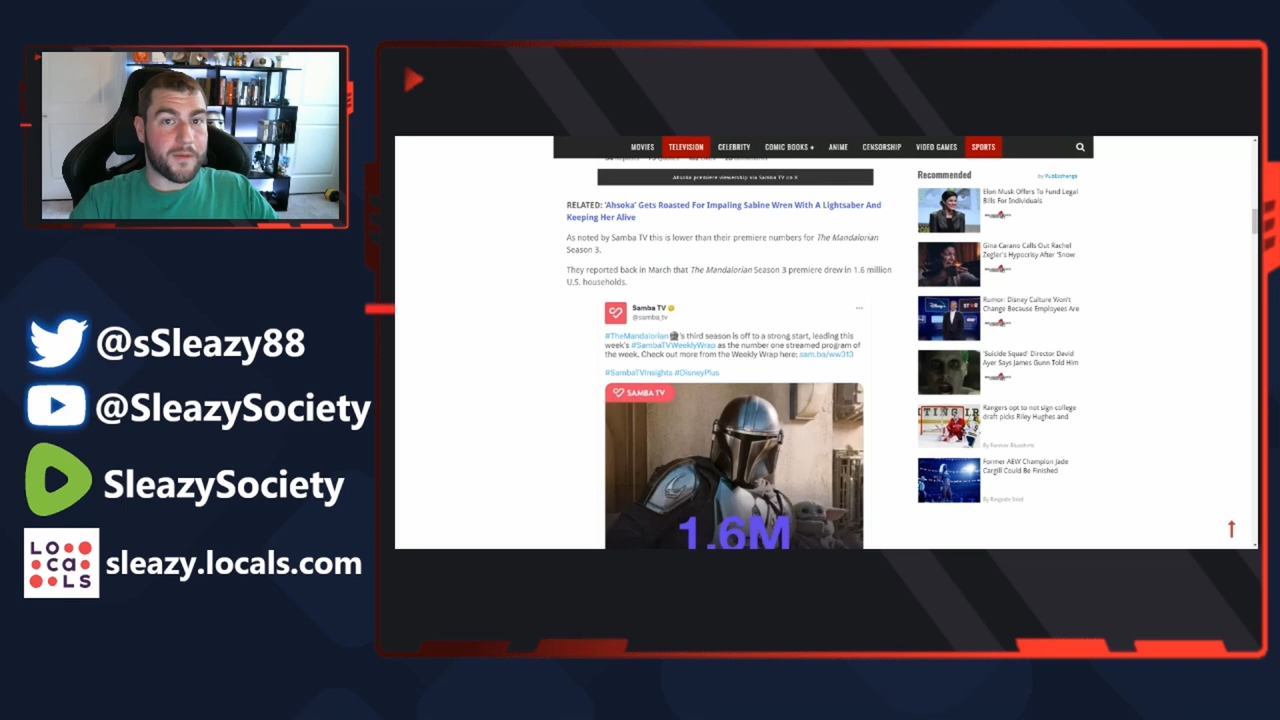 @sSleazy88
@SleazySociety
SleazySociety
LOcaLS
sleazy.locals.com
MOVIES TELEVISION CELEBRITY COMIC BOOKS + ANIME CENSORSHIP VIDEO GAMES SPORTS
Ahsoka premiere viewership via Samba TV on X
RELATED: 'Ahsoka' Gets Roasted For Impaling Sabine Wren With A Lightsaber And
Keeping Her Alive
As noted by Samba TV this is lower than their premiere numbers for The Mandalorian
Season 3.
They reported back in March that The Mandalorian Season 3 premiere drew in 1.6 million
U.S. households.
Samba TV
@samba_tv
#TheMandalorian 's third season is off to a strong start, leading this
week's #SambaTVWeeklyWrap as the number one streamed program of
the week. Check out more from the Weekly Wrap here: sam.ba/ww313
#SambaTVInsights #DisneyPlus
SAMBA TV
1.6M
Recommended
by PubExchange
Elon Musk Offers To Fund Legal
Bills For Individuals
Gina Carano Calls Out Rachel
Zegler's Hypocrisy After 'Snow
Rumor: Disney Culture Won't
Change Because Employees Are
'Suicide Squad' Director David
Ayer Says James Gunn Told Him
Rangers opt to not sign college
draft picks Riley Hughes and
Former AEW Champion Jade
Cargill Could Be Finished